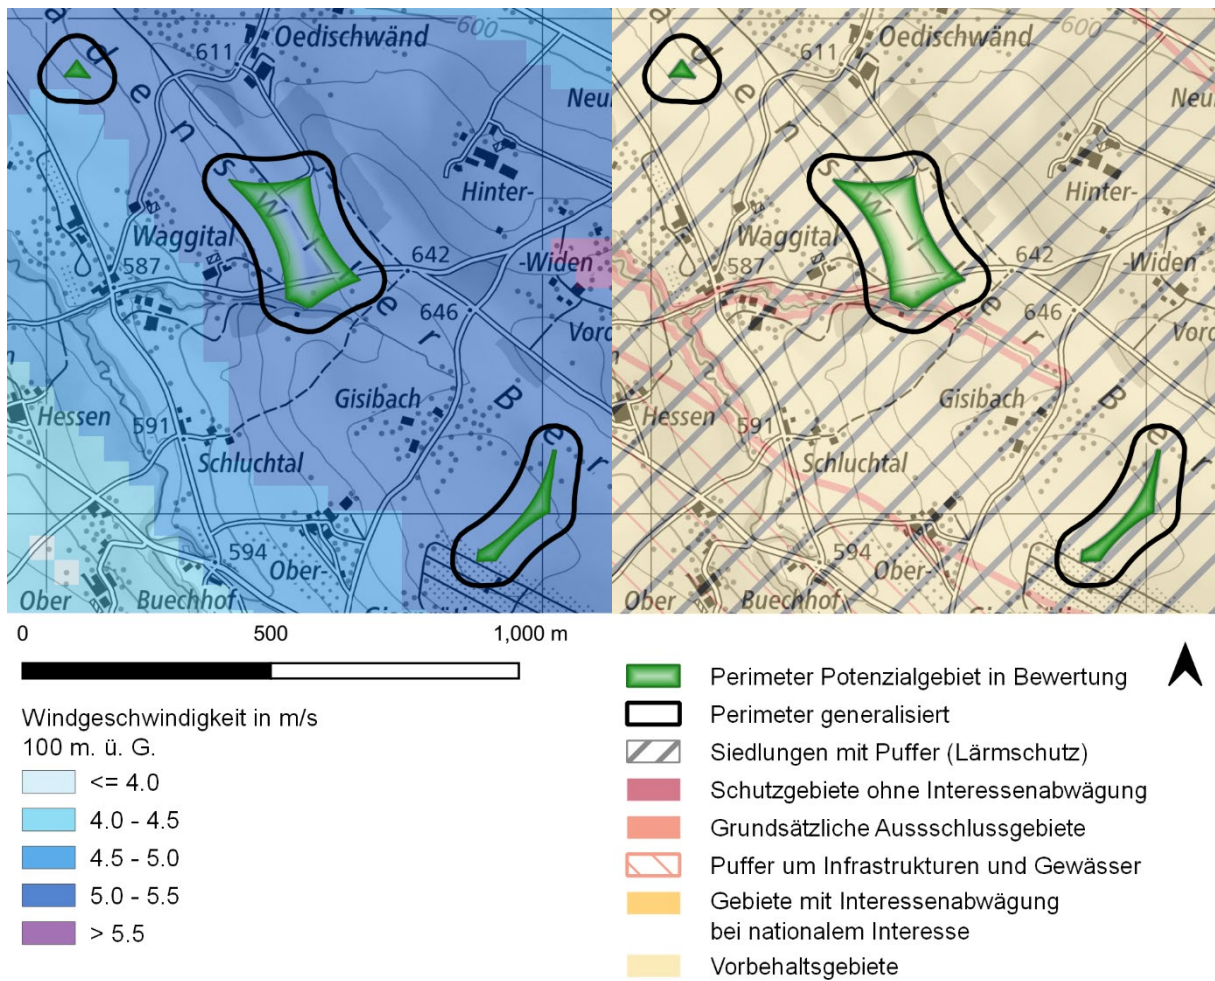 Oedischwänd
600
611
Neu
d
e
n
s
w
i
l
e
r
B
e
r
Hinter-
Waggital
587
642
-Widen
646
Vord
Gisibach
Hessen
591
Schluchtal
594
Ober-
Ober
Buechhof
Oedischwänd
600
611
Neu
d
e
n
s
w
i
l
e
r
B
e
r
Hinter-
Waggital
587
642
-Widen
646
Vord
Gisibach
Hessen
591
Schluchtal
594
Ober-
Ober
Buechhof
0 500 1,000 m
Windgeschwindigkeit in m/s
100 m. ü. G.
<= 4.0
4.0 - 4.5
4.5 - 5.0
5.0 - 5.5
> 5.5
Perimeter Potenzialgebiet in Bewertung
Perimeter generalisiert
Siedlungen mit Puffer (Lärmschutz)
Schutzgebiete ohne Interessenabwägung
Grundsätzliche Aussschlussgebiete
Puffer um Infrastrukturen und Gewässer
Gebiete mit Interessenabwägung
bei nationalem Interesse
Vorbehaltsgebiete